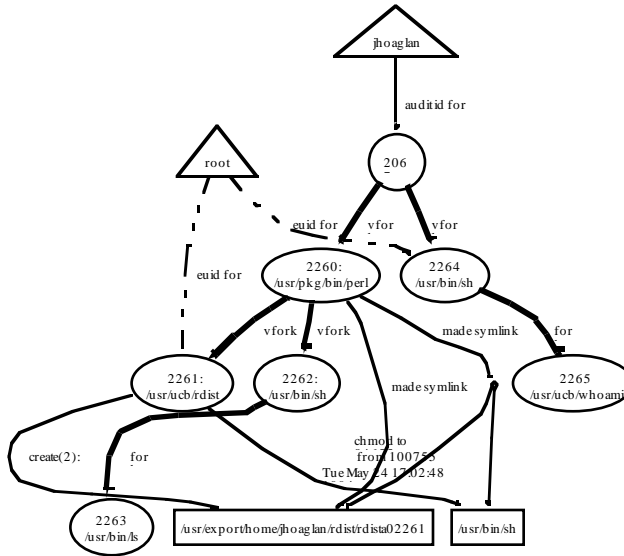 jhoaglan
auditid for
root
206
euid for
vfor
vfor
2260:
/usr/pkg/bin/perl
2264
/usr/bin/sh
euid for
vfork
vfork
made symlink
for
2261:
/usr/ucb/rdist
2262:
/usr/bin/sh
made symlink
2265
/usr/ucb/whoami
create(2):
for
chmod to
from 100755
Tue May 24 17:02:48
2263
/usr/bin/ls
/usr/export/home/jhoaglan/rdist/rdista02261
/usr/bin/sh